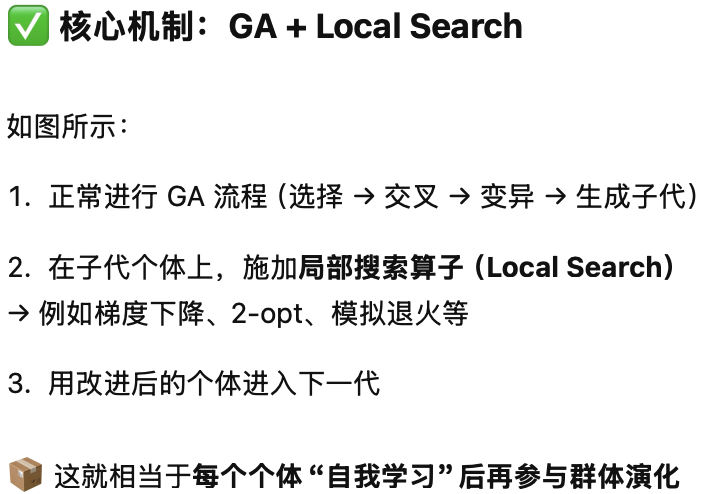 ✅ 核心机制：GA + Local Search
如图所示：
1. 正常进行 GA 流程（选择 → 交叉 → 变异 → 生成子代）
2. 在子代个体上，施加局部搜索算子（Local Search）
→ 例如梯度下降、2-opt、模拟退火等
3. 用改进后的个体进入下一代
📦 这就相当于每个个体“自我学习”后再参与群体演化